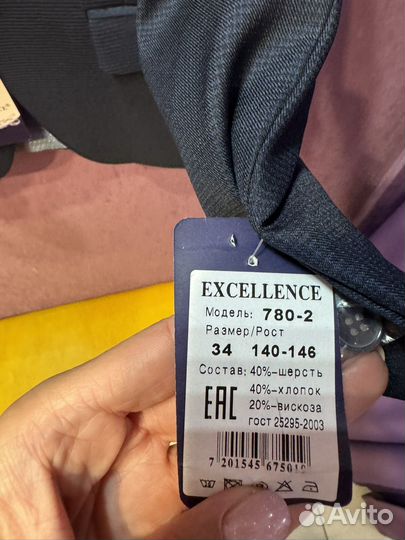 EXCELLENCE
Модель: 780-2
Размер/Рост
34 140-146
Состав: 40%-шерсть
40%-хлопок
20%-вискоза
ГОСТ 25295-2003
EAC
Avito